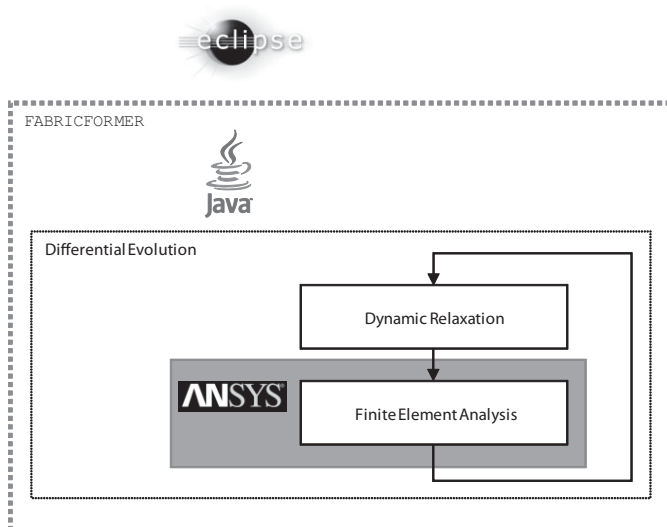 eclipse
FABRICFORMER
Java
Differential Evolution
Dynamic Relaxation
ANSYS
Finite Element Analysis